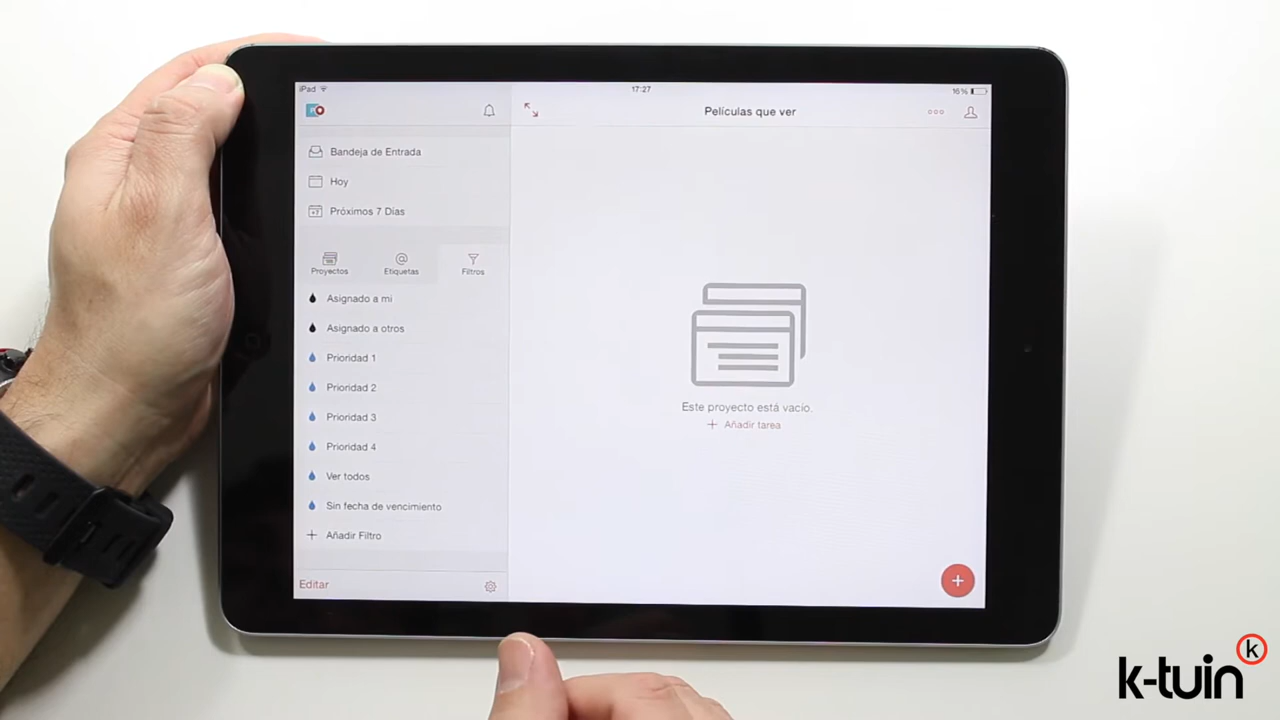 iPad
17:27
16%
Películas que ver
Bandeja de Entrada
Hoy
+7
Próximos 7 Días
Proyectos
Etiquetas
Filtros
Asignado a mi
Asignado a otros
Prioridad 1
Prioridad 2
Prioridad 3
Prioridad 4
Ver todos
Sin fecha de vencimiento
+ Añadir Filtro
Editar
Este proyecto está vacío.
+ Añadir tarea
k-tuin
k